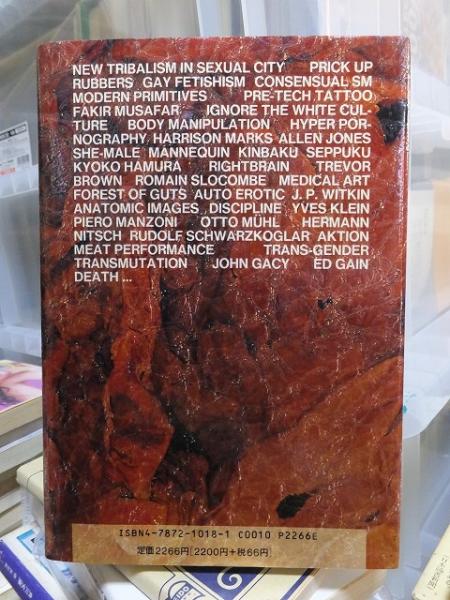 NEW TRIBALISM IN SEXUAL CITY PRICK UP
RUBBERS GAY FETISHISM CONSENSUAL SM
MODERN PRIMITIVES PRE-TECH TATTOO
FAKIR MUSAFAR IGNORE THE WHITE CUL-
TURE BODY MANIPULATION HYPER POR-
NOGRAPHY HARRISON MARKS ALLEN JONES
SHE-MALE MANNEQUIN KINBAKU SEPPUKU
KYOKO HAMURA RIGHTBRAIN TREVOR
BROWN ROMAIN SLOCOMBE MEDICAL ART
FOREST OF GUTS AUTO EROTIC J. P. WITKIN
ANATOMIC IMAGES, DISCIPLINE YVES KLEIN
PIERO MANZONI OTTO MÜHL HERMANN
NITSCH RUDOLF SCHWARZKOGLAR AKTION
MEAT PERFORMANCE TRANS-GENDER
TRANSMUTATION JOHN GACY ED GAIN
DEATH ...
ISBN4-7872-1018-1 C0010 P2266E
定価2266円[2200円+税66円]